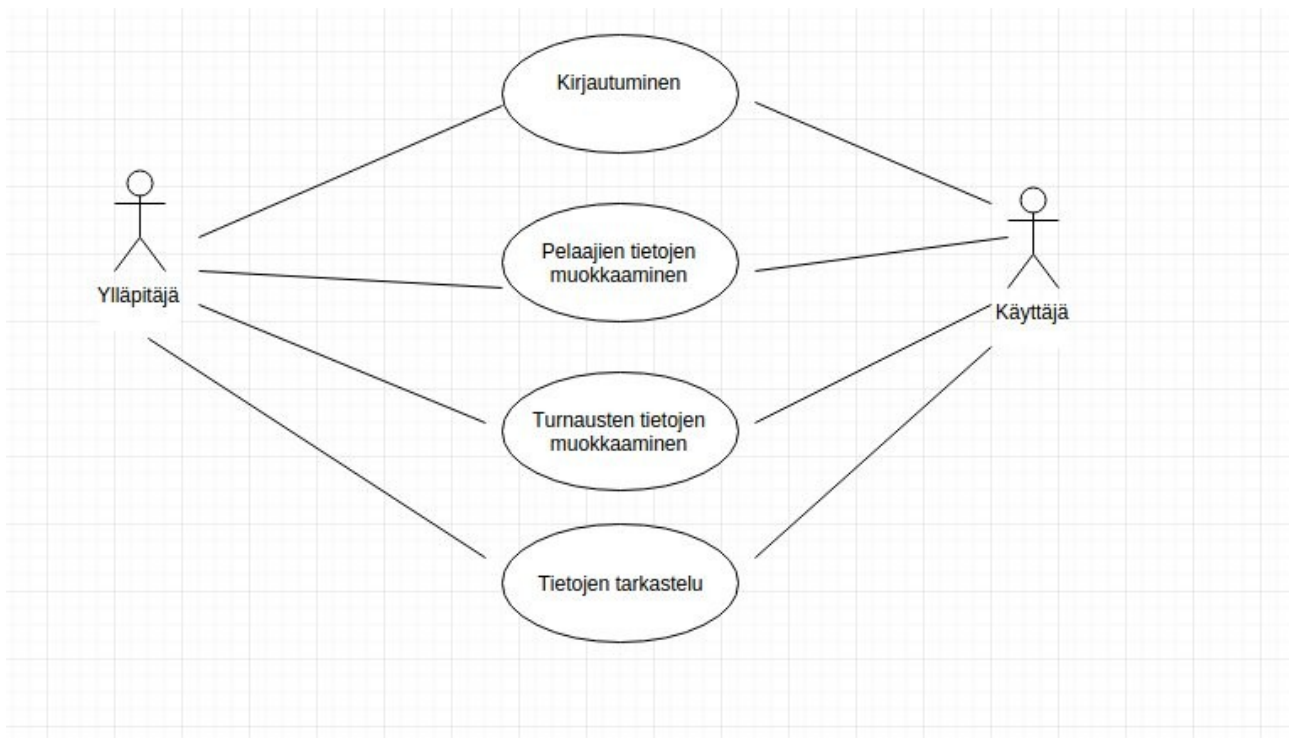 Kirjautuminen
Pelaajien tietojen
muokkaaminen
Ylläpitäjä
Käyttäjä
Turnausten tietojen
muokkaaminen
Tietojen tarkastelu